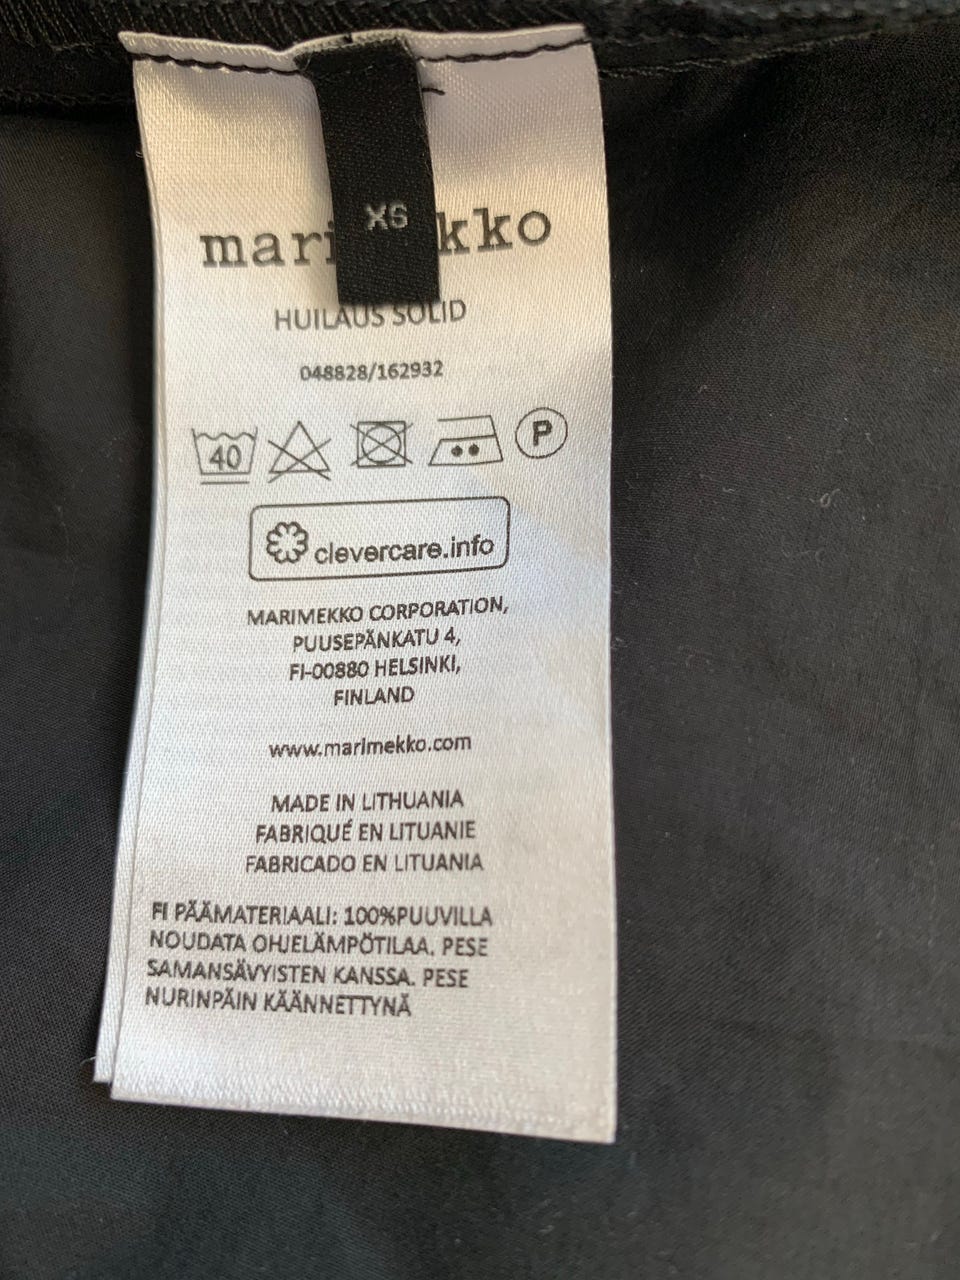 XS
mari kko
HUILAUS SOLID
048828/162932
40 P
clevercare.info
MARIMEKKO CORPORATION,
PUUSEPÄNKATU 4,
FI-00880 HELSINKI,
FINLAND
www.marimekko.com
MADE IN LITHUANIA
FABRIQUÉ EN LITUANIE
FABRICADO EN LITUANIA
FI PÄÄMATERIAALI: 100%PUUVILLA
NOUDATA OHJELÄMPÖTILAA. PESE
SAMANSÄVYISTEN KANSSA. PESE
NURINPÄIN KÄÄNNETTYNÄ